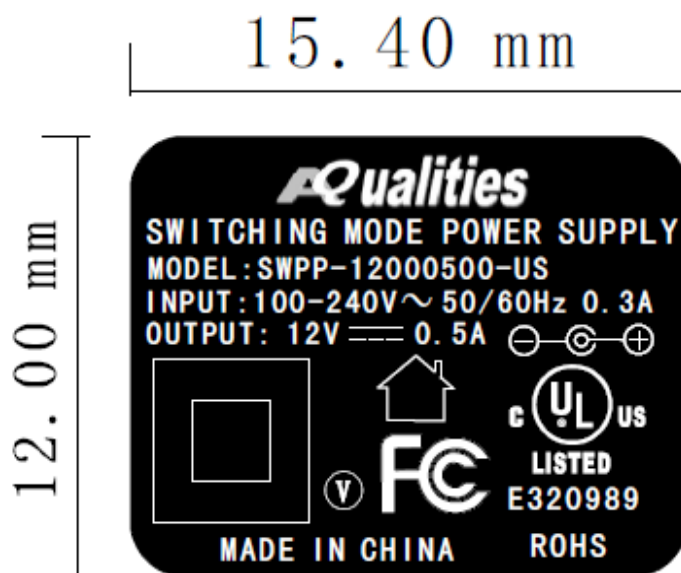 15.40 mm
12.00 mm
AQualities
SWITCHING MODE POWER SUPPLY
MODEL:SWPP-12000500-US
INPUT:100-240V～50/60Hz 0.3A
OUTPUT: 12V ⎓ 0.5A
C UL US
LISTED
V FC E320989
MADE IN CHINA ROHS